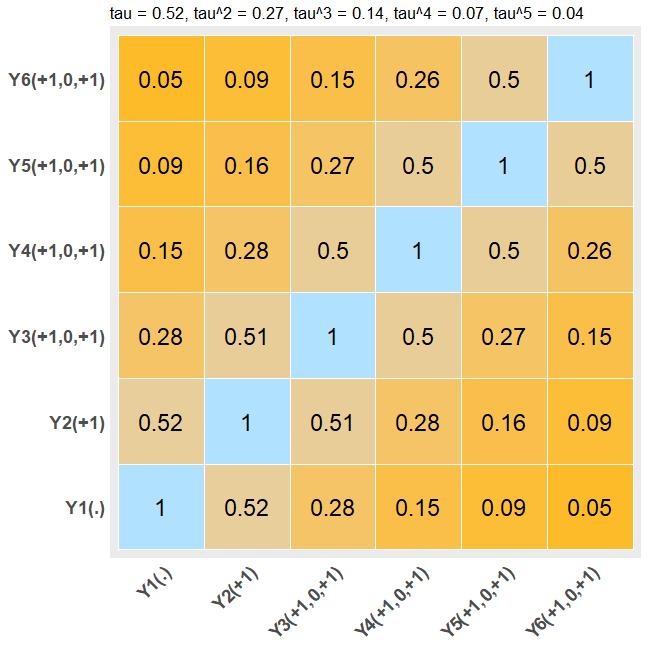 tau = 0.52, tau^2 = 0.27, tau^3 = 0.14, tau^4 = 0.07, tau^5 = 0.04
Y6(+1,0,+1) 0.05 0.09 0.15 0.26 0.5 1
Y5(+1,0,+1) 0.09 0.16 0.27 0.5 1 0.5
Y4(+1,0,+1) 0.15 0.28 0.5 1 0.5 0.26
Y3(+1,0,+1) 0.28 0.51 1 0.5 0.27 0.15
Y2(+1) 0.52 1 0.51 0.28 0.16 0.09
Y1(.) 1 0.52 0.28 0.15 0.09 0.05
Y1(.) Y2(+1) Y3(+1,0,+1) Y4(+1,0,+1) Y5(+1,0,+1) Y6(+1,0,+1)